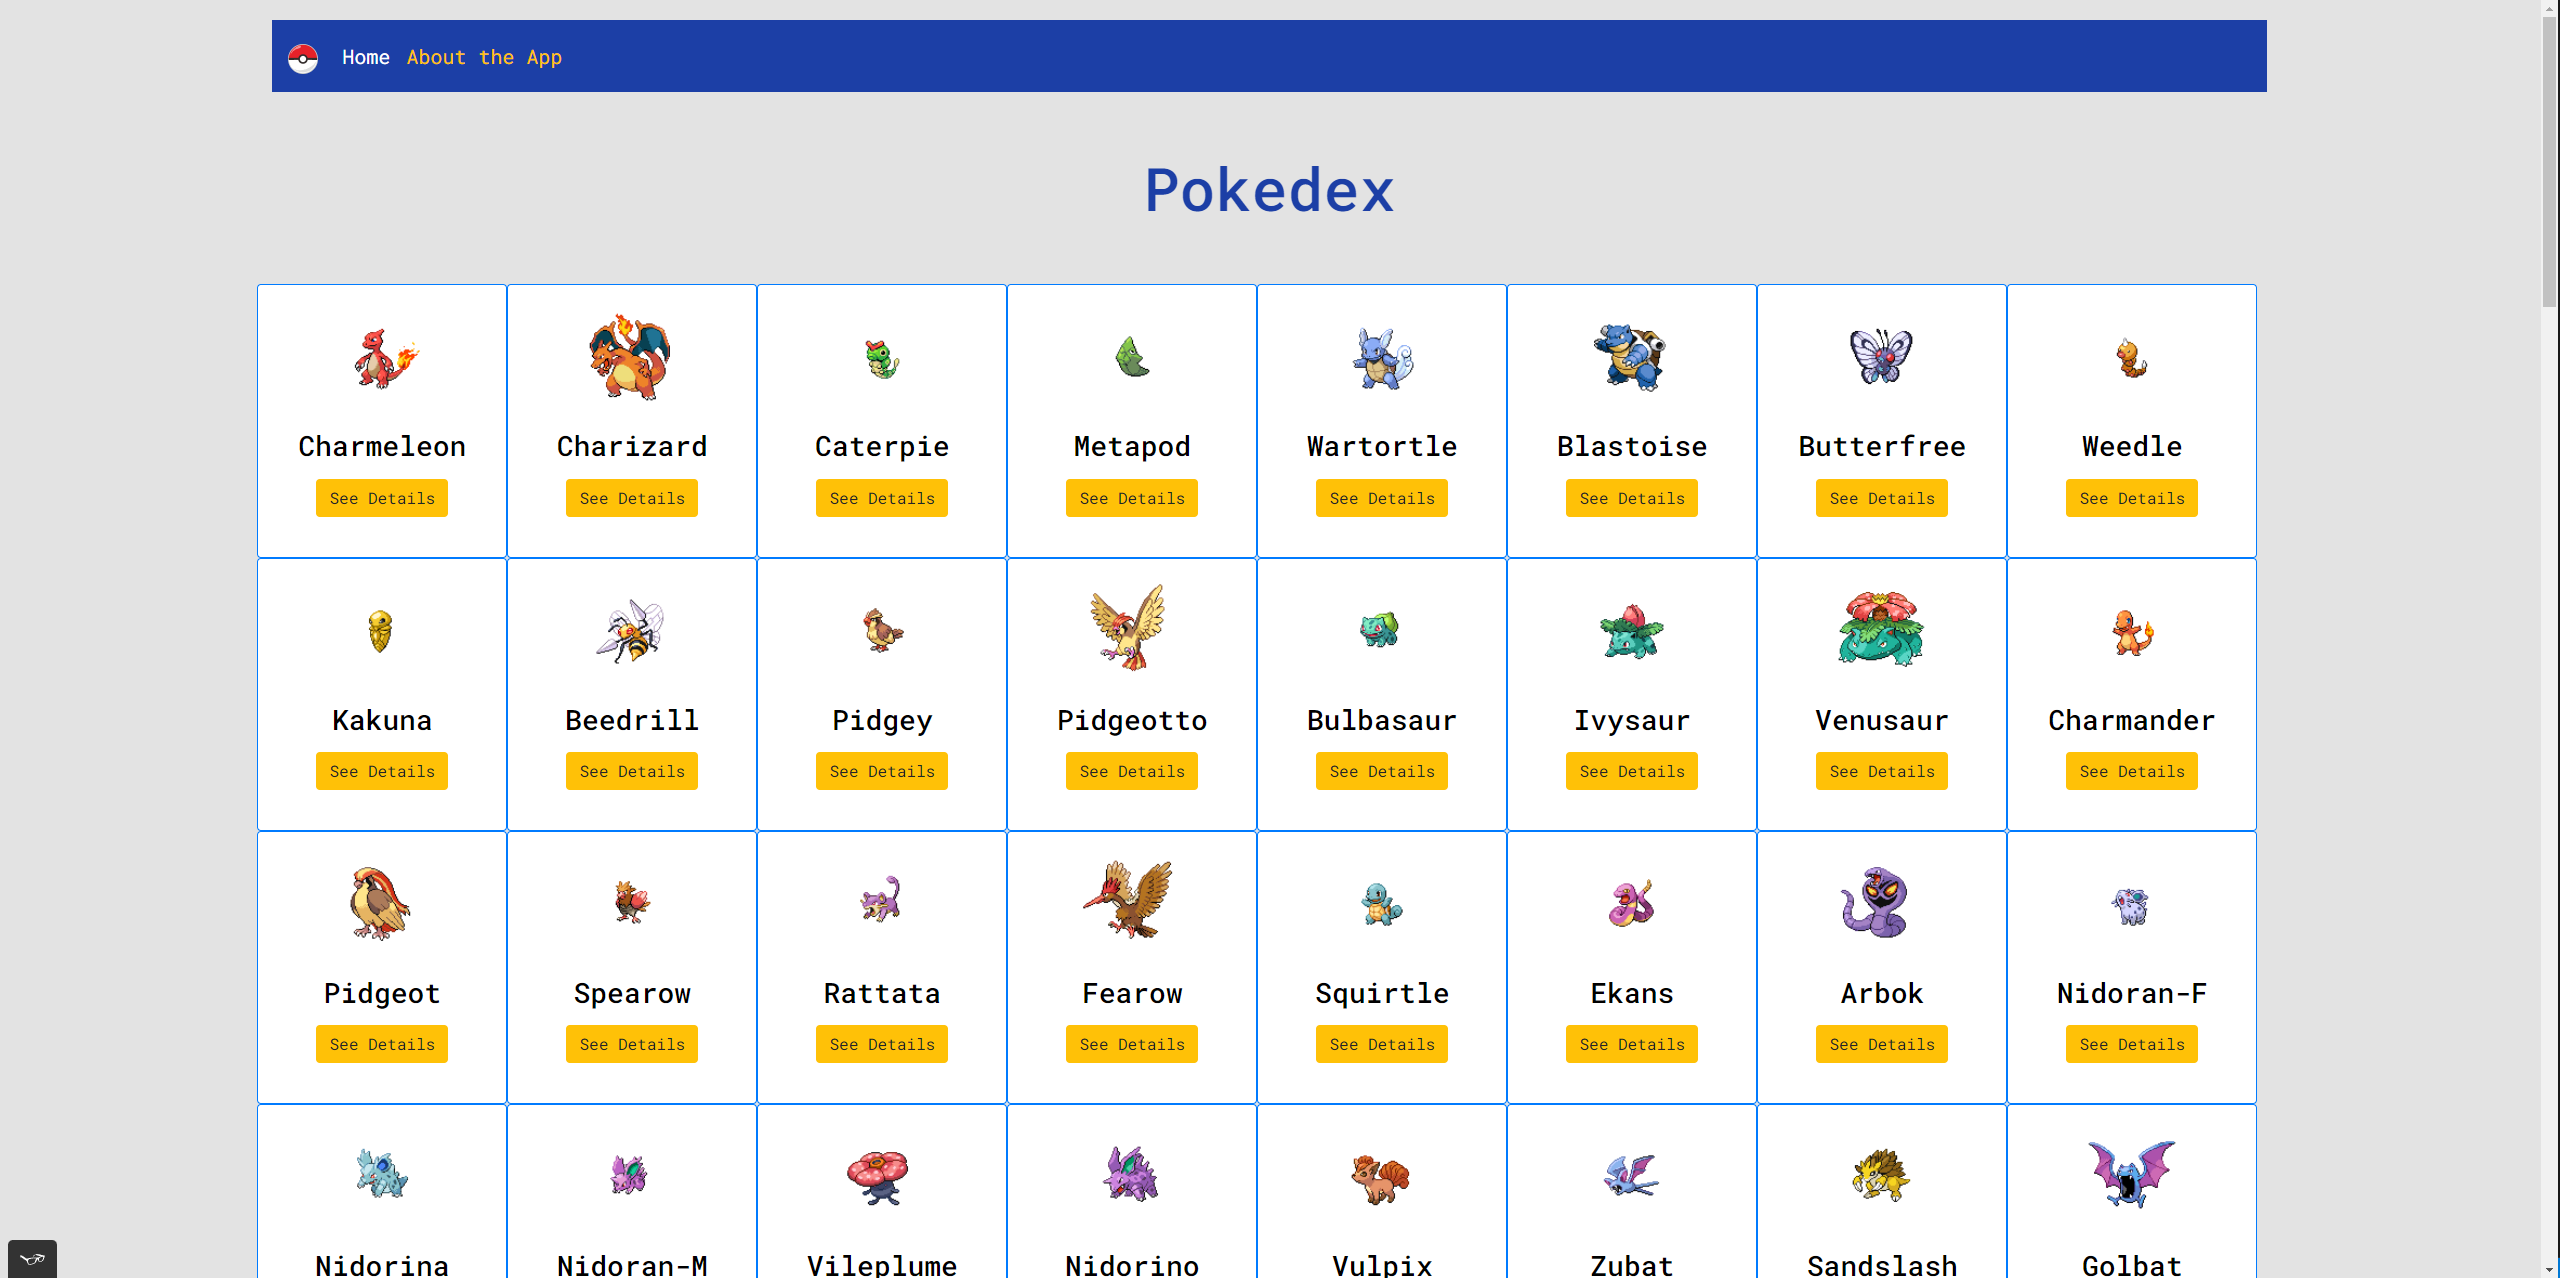 Home About the App
Pokedex
Charmeleon Charizard Caterpie Metapod Wartortle Blastoise Butterfree Weedle
See Details See Details See Details See Details See Details See Details See Details See Details
Kakuna Beedrill Pidgey Pidgeotto Bulbasaur Ivysaur Venusaur Charmander
See Details See Details See Details See Details See Details See Details See Details See Details
Pidgeot Spearow Rattata Fearow Squirtle Ekans Arbok Nidoran-F
See Details See Details See Details See Details See Details See Details See Details See Details
Nidorina Nidoran-M Vileplume Nidorino Vulpix Zubat Sandslash Golbat